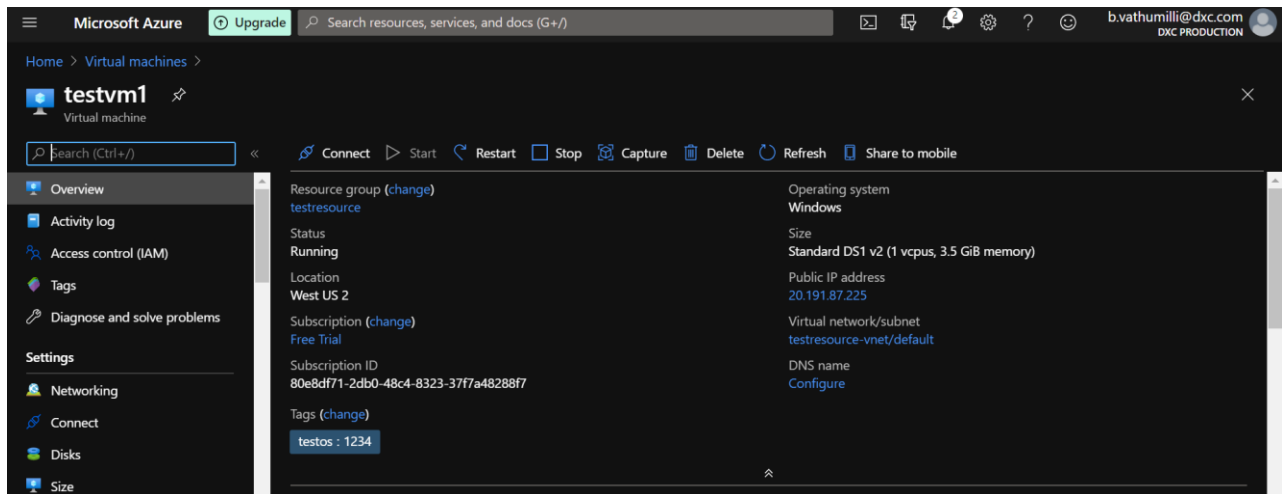 Microsoft Azure Upgrade Search resources, services, and docs (G+/) 2 b.vathumilli@dxc.com
DXC PRODUCTION
Home > Virtual machines >
testvm1
Virtual machine
Search (Ctrl+/) « Connect Start Restart Stop Capture Delete Refresh Share to mobile
Overview
Activity log
Access control (IAM)
Tags
Diagnose and solve problems
Settings
Networking
Connect
Disks
Size
Resource group (change)
testresource
Status
Running
Location
West US 2
Subscription (change)
Free Trial
Subscription ID
80e8df71-2db0-48c4-8323-37f7a48288f7
Tags (change)
testos : 1234
Operating system
Windows
Size
Standard DS1 v2 (1 vcpus, 3.5 GiB memory)
Public IP address
20.191.87.225
Virtual network/subnet
testresource-vnet/default
DNS name
Configure